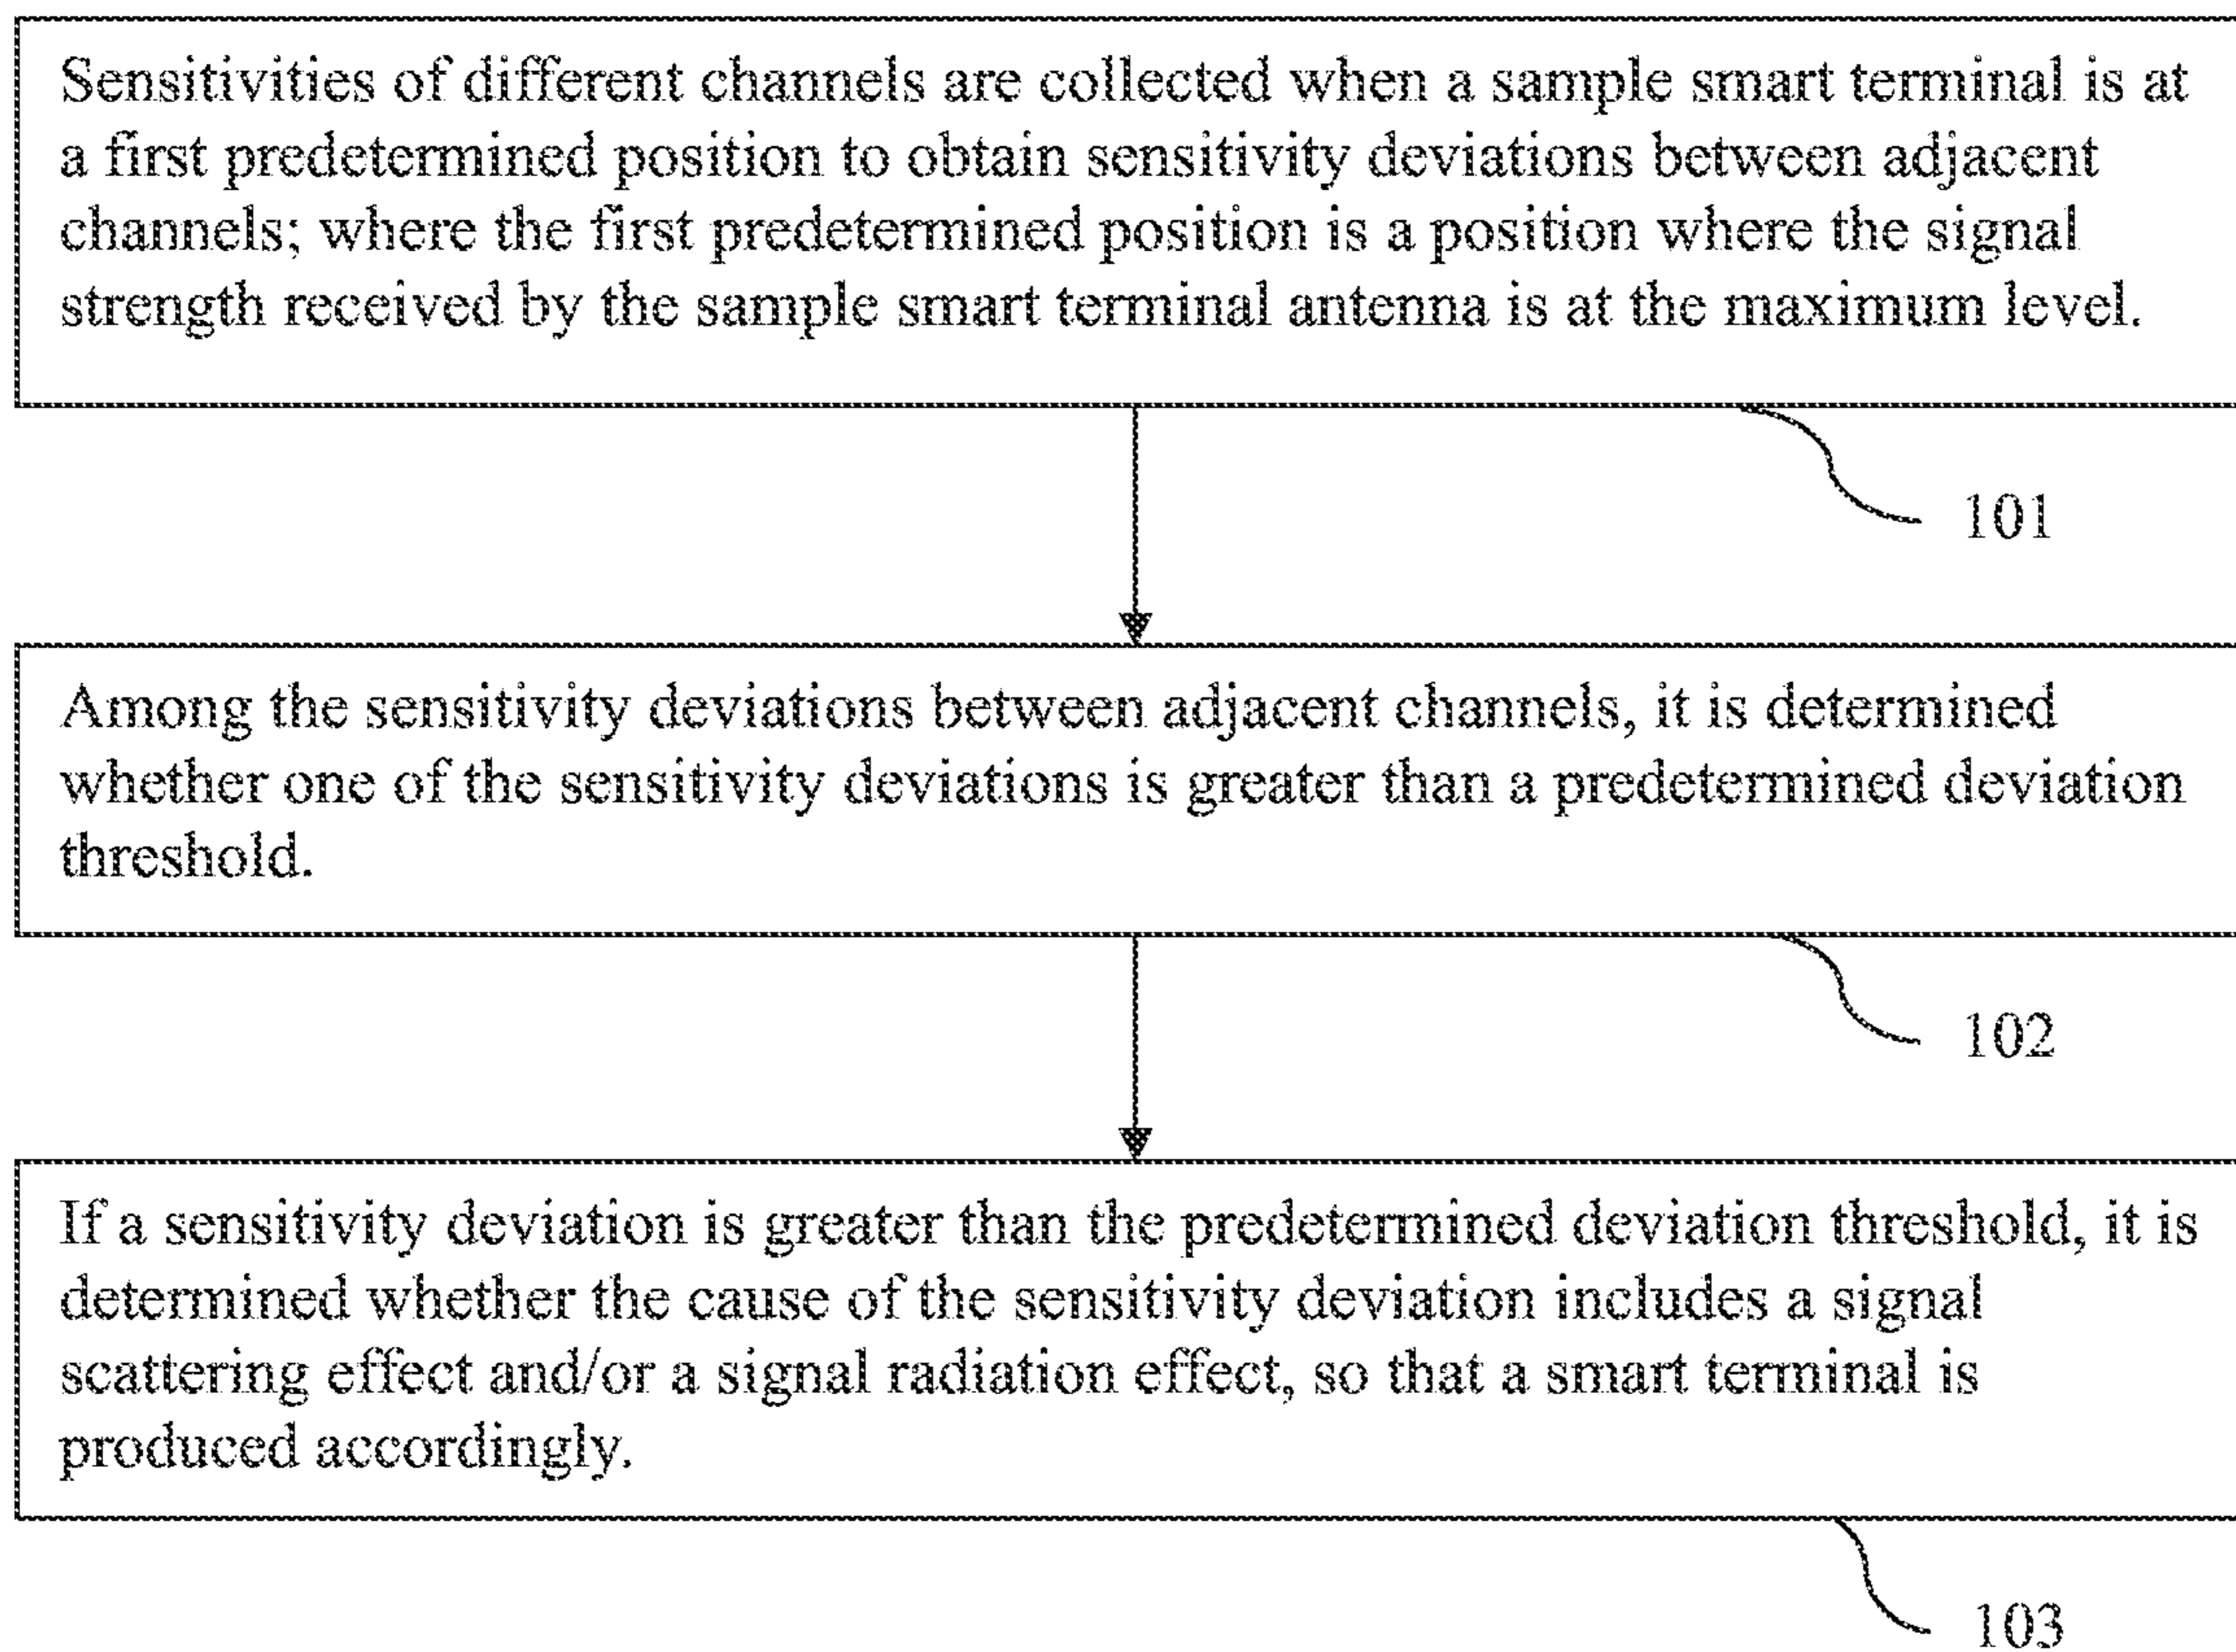 Sensitivities of different channels are collected when a sample smart terminal is at
a first predetermined position to obtain sensitivity deviations between adjacent
channels; where the first predetermined position is a position where the signal
strength received by the sample smart terminal antenna is at the maximum level.
101
Among the sensitivity deviations between adjacent channels, it is determined
whether one of the sensitivity deviations is greater than a predetermined deviation
threshold.
102
If a sensitivity deviation is greater than the predetermined deviation threshold, it is
determined whether the cause of the sensitivity deviation includes a signal
scattering effect and/or a signal radiation effect, so that a smart terminal is
produced accordingly.
103